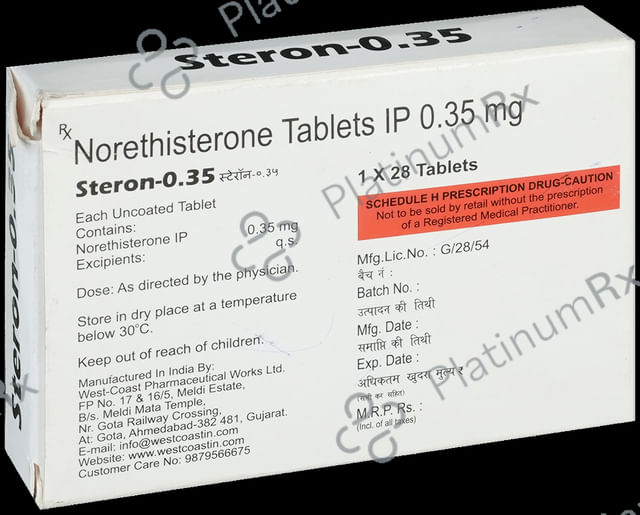 Steron-0.35
Rx Norethisterone Tablets IP 0.35 mg
Steron-0.35 स्टेरॉन-०.३५
1 X 28 Tablets
SCHEDULE H PRESCRIPTION DRUG-CAUTION
Not to be sold by retail without the prescription
of a Registered Medical Practitioner.
Each Uncoated Tablet
Contains:
Norethisterone IP 0.35 mg
Excipients: q.s.
Dose: As directed by the physician.
Store in dry place at a temperature
below 30°C.
Keep out of reach of children.
Manufactured In India By:
West-Coast Pharmaceutical Works Ltd.
FP No. 17 & 16/5, Meldi Estate,
B/s. Meldi Mata Temple,
Nr. Gota Railway Crossing,
At: Gota, Ahmedabad-382 481, Gujarat.
E-mail: info@westcoastin.com
Website: www.westcoastin.com
Customer Care No: 9879566675
Mfg.Lic.No. : G/28/54
बैच नं :
Batch No. :
उत्पादन की तिथी
Mfg. Date :
समाप्ति की तिथी
Exp. Date :
अधिकतम खुदरा मुल्य ₹
(सभी कर सहित)
M.R.P. Rs. :
(Incl. of all taxes)
Steron-0.35
PlatinumRx
PlatinumRx
PlatinumRx
Rx